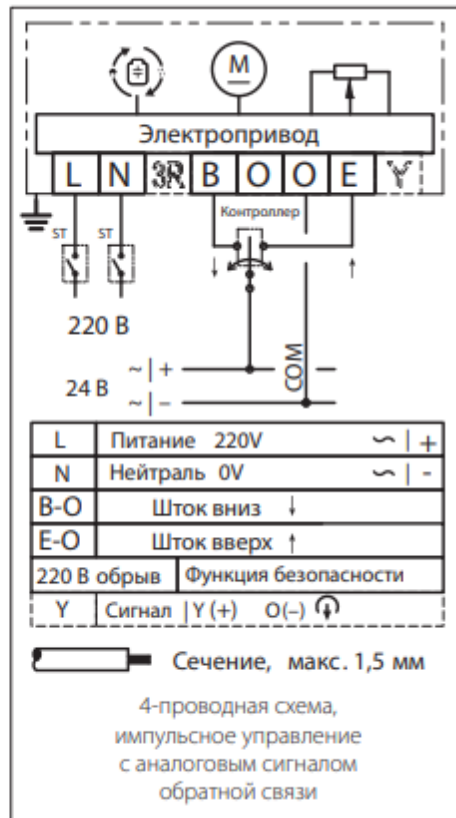 M
Электропривод
L N 3R B O O E Y
Контроллер
ST ST
↓ ↑
220 В
~ | +
24 В
~ | −
COM
L Питание 220V ~ | +
N Нейтраль 0V ~ | -
B-O Шток вниз ↓
E-O Шток вверх ↑
220 В обрыв Функция безопасности
Y Сигнал | Y (+) O(−)
Сечение, макс. 1,5 мм
4-проводная схема,
импульсное управление
с аналоговым сигналом
обратной связи